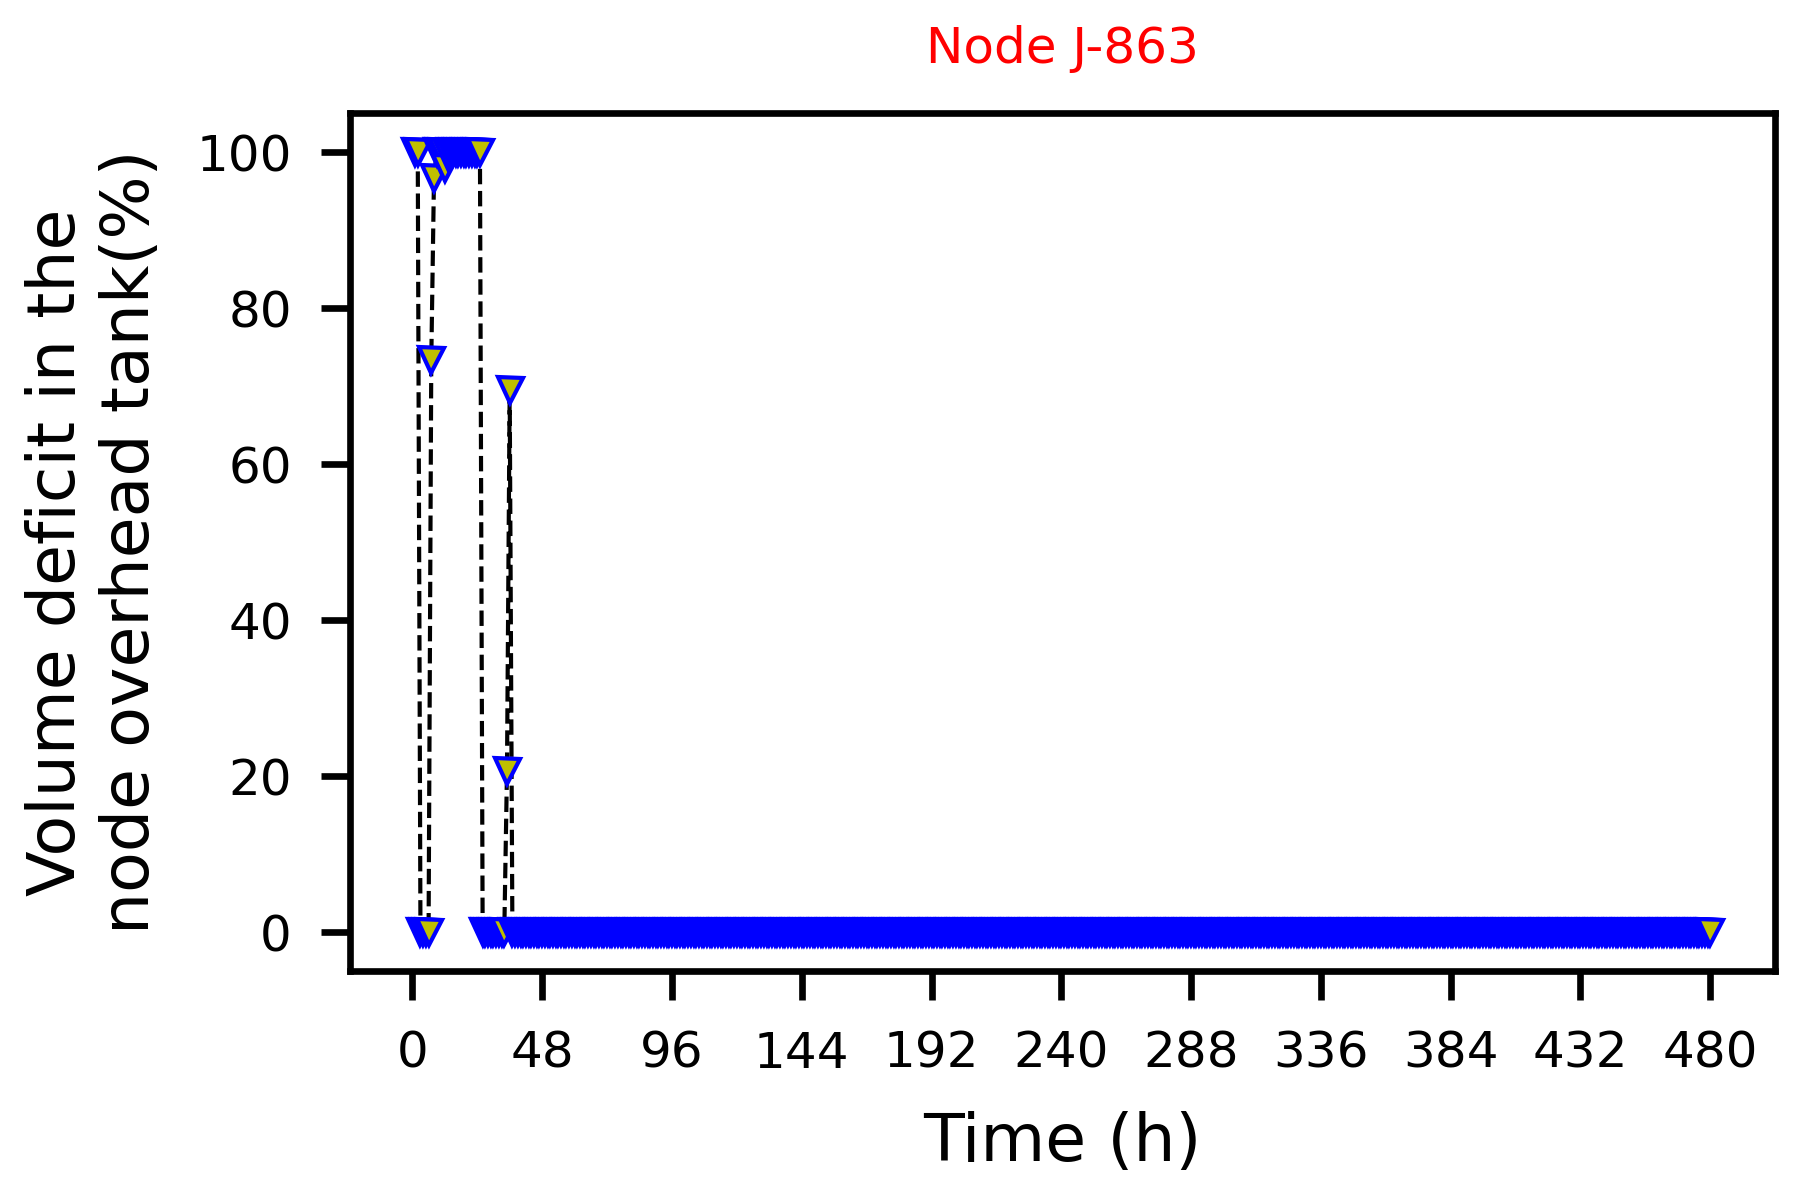 Node J-863
Volume deficit in the
node overhead tank(%)
100
80
60
40
20
0
0 48 96 144 192 240 288 336 384 432 480
Time (h)